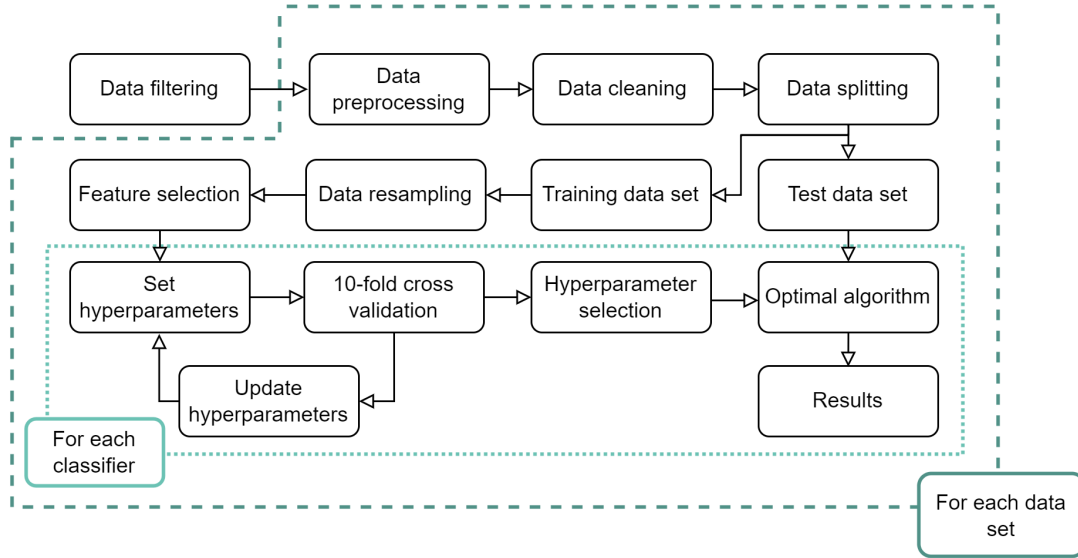 Data filtering
Data
preprocessing
Data cleaning
Data splitting
Feature selection
Data resampling
Training data set
Test data set
Set
hyperparameters
10-fold cross
validation
Hyperparameter
selection
Optimal algorithm
Update
hyperparameters
Results
For each
classifier
For each data
set